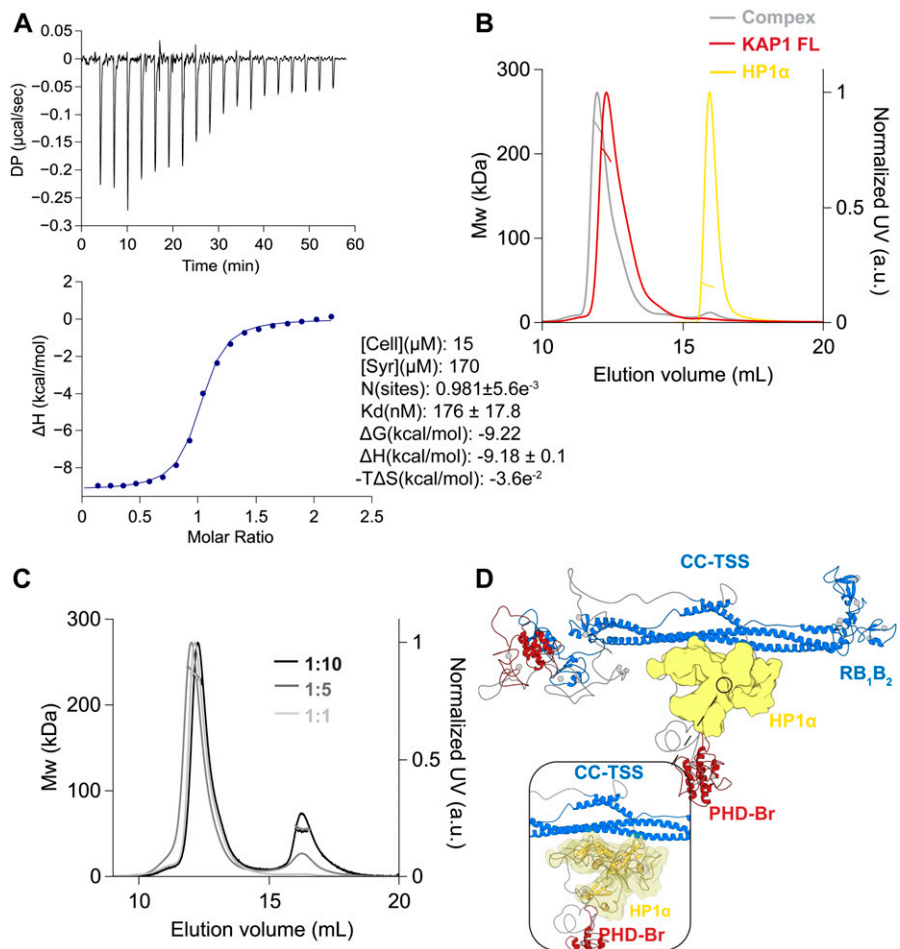 A
0.05
0
−0.05
−0.1
−0.15
−0.2
−0.25
−0.3
DP (µcal/sec)
0 10 20 30 40 50 60
Time (min)
2
0
−2
−4
−6
−8
ΔH (kcal/mol)
0 0.5 1 1.5 2 2.5
Molar Ratio
[Cell](µM): 15
[Syr](µM): 170
N(sites): 0.981±5.6e⁻³
Kd(nM): 176 ± 17.8
ΔG(kcal/mol): -9.22
ΔH(kcal/mol): -9.18 ± 0.1
-TΔS(kcal/mol): -3.6e⁻²
B
Compex
KAP1 FL
HP1α
300
200
100
0
Mw (kDa)
1
0.5
0
Normalized UV (a.u.)
10 15 20
Elution volume (mL)
C
1:10
1:5
1:1
300
200
100
0
Mw (kDa)
1
0.5
0
Normalized UV (a.u.)
10 15 20
Elution volume (mL)
D
CC-TSS
RB₁B₂
HP1α
PHD-Br
CC-TSS
HP1α
PHD-Br